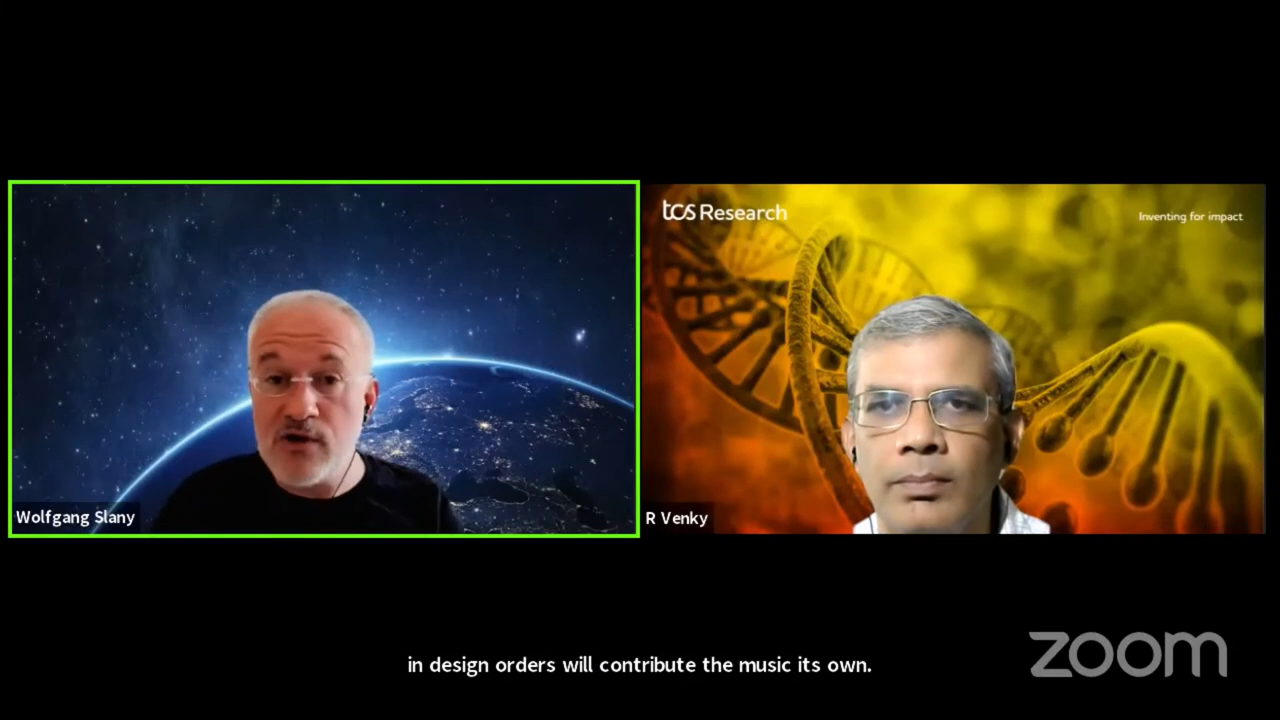 tcs Research
Inventing for impact
Wolfgang Slany
R Venky
in design orders will contribute the music its own.
zoom